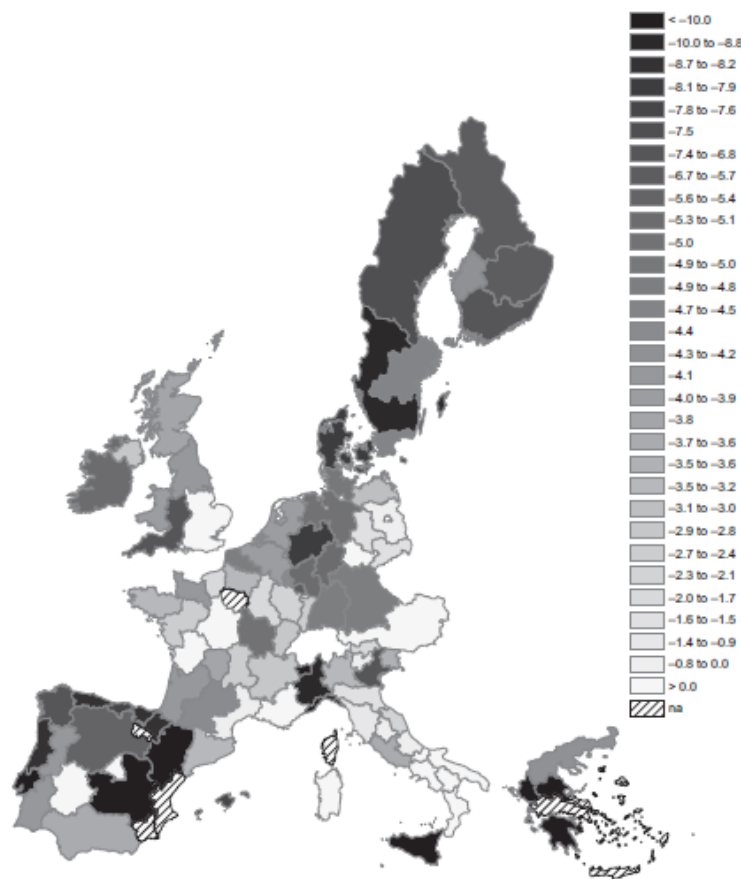 < –10.0
–10.0 to –8.8
–8.7 to –8.2
–8.1 to –7.9
–7.8 to –7.6
–7.5
–7.4 to –6.8
–6.7 to –5.7
–5.6 to –5.4
–5.3 to –5.1
–5.0
–4.9 to –5.0
–4.9 to –4.8
–4.7 to –4.5
–4.4
–4.3 to –4.2
–4.1
–4.0 to –3.9
–3.8
–3.7 to –3.6
–3.5 to –3.6
–3.5 to –3.2
–3.1 to –3.0
–2.9 to –2.8
–2.7 to –2.4
–2.3 to –2.1
–2.0 to –1.7
–1.6 to –1.5
–1.4 to –0.9
–0.8 to 0.0
> 0.0
na